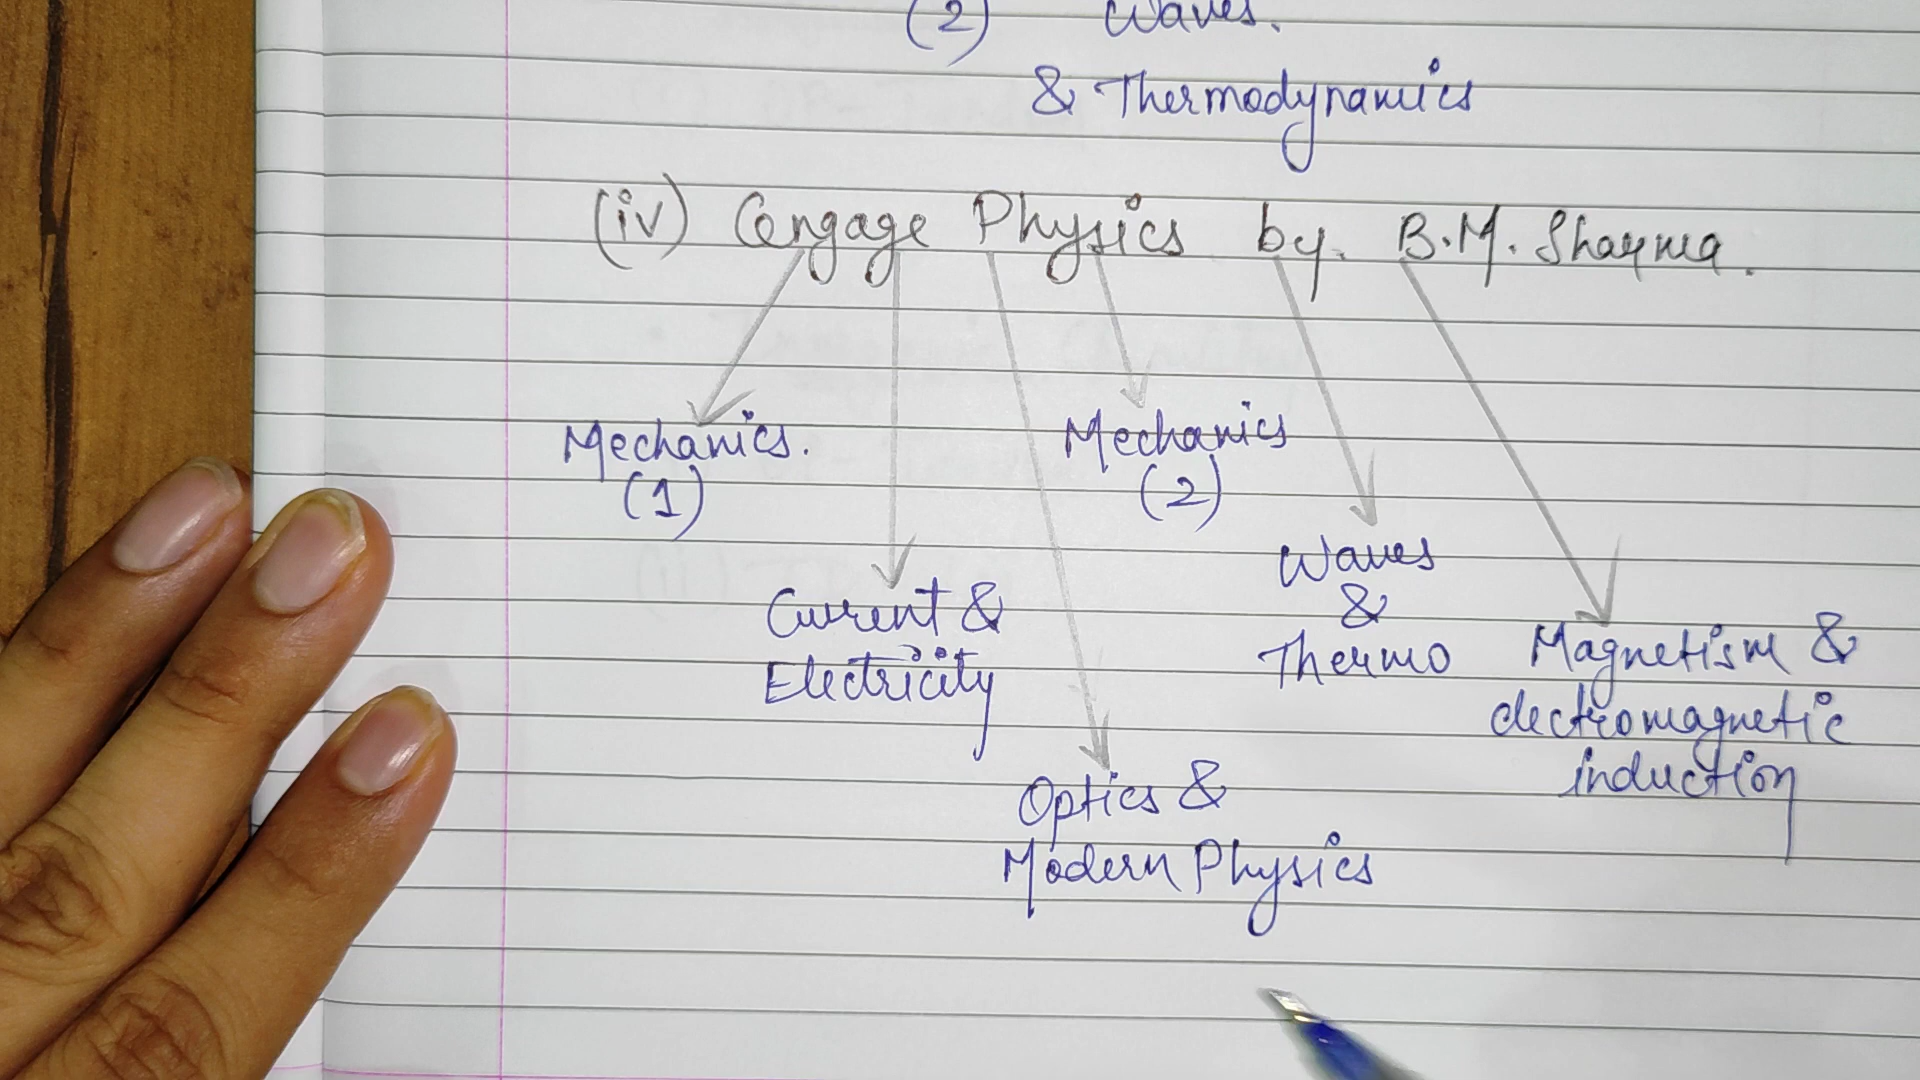 (2) Waves.
& Thermodynamics
(iv) Cengage Physics by. B.M. Sharma.
Mechanics.
(1)
Mechanics
(2)
Current &
Electricity
Waves
&
Thermo
Magnetism &
electromagnetic
induction
Optics &
Modern Physics